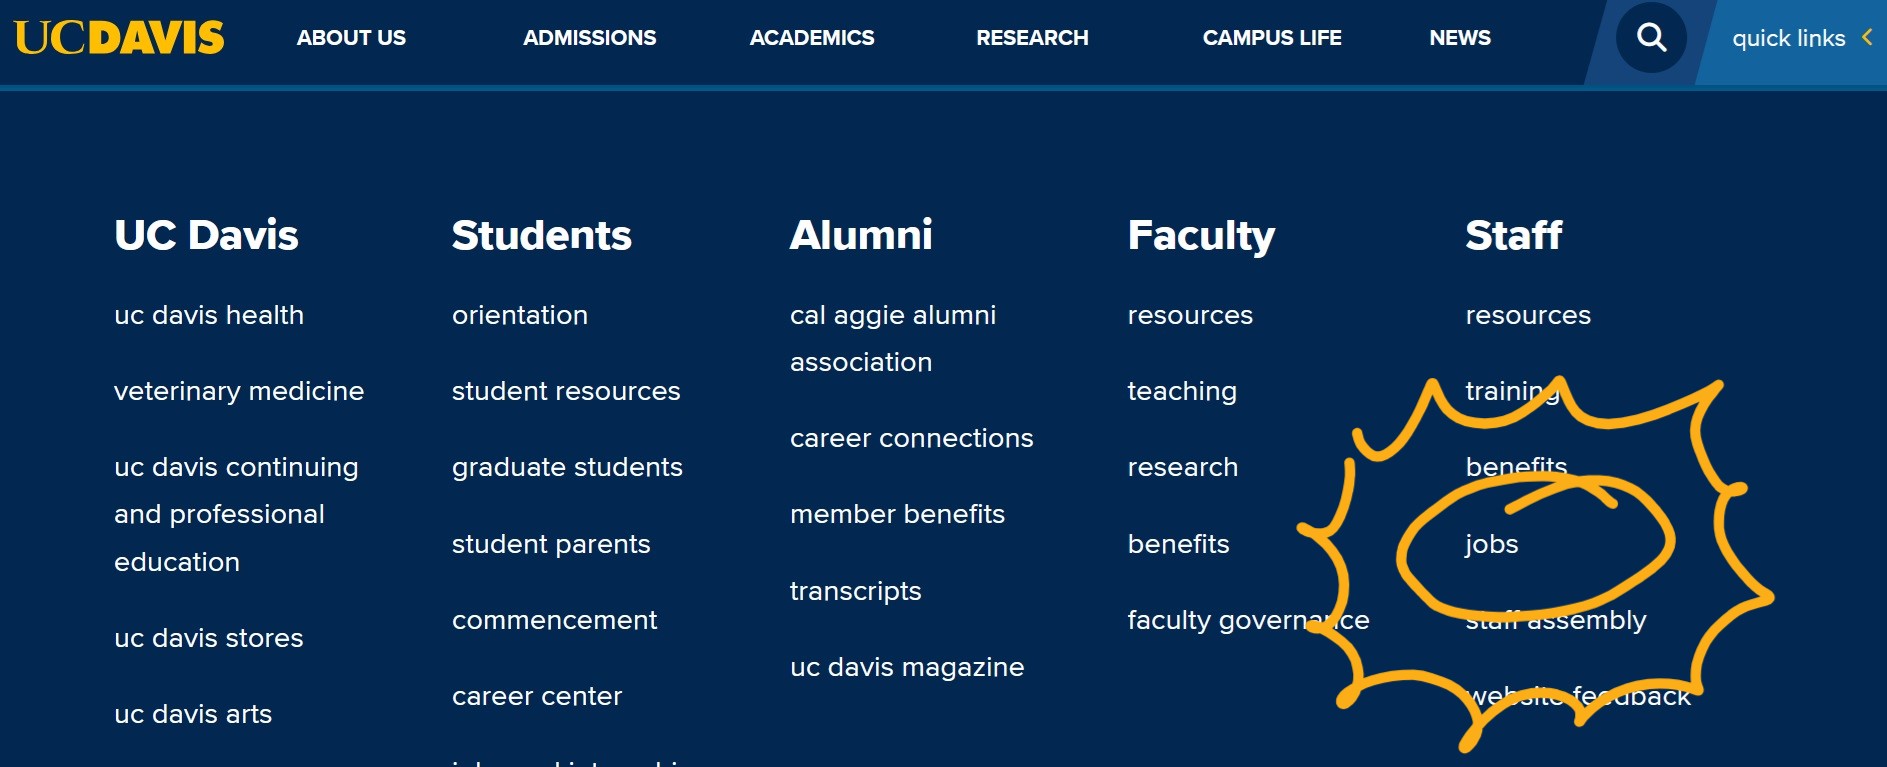 UCDAVIS
ABOUT US
ADMISSIONS
ACADEMICS
RESEARCH
CAMPUS LIFE
NEWS
quick links
UC Davis
uc davis health
veterinary medicine
uc davis continuing
and professional
education
uc davis stores
uc davis arts
Students
orientation
student resources
graduate students
student parents
commencement
career center
Alumni
cal aggie alumni
association
career connections
member benefits
transcripts
uc davis magazine
Faculty
resources
teaching
research
benefits
faculty governance
Staff
resources
training
benefits
jobs
staff assembly
website feedback